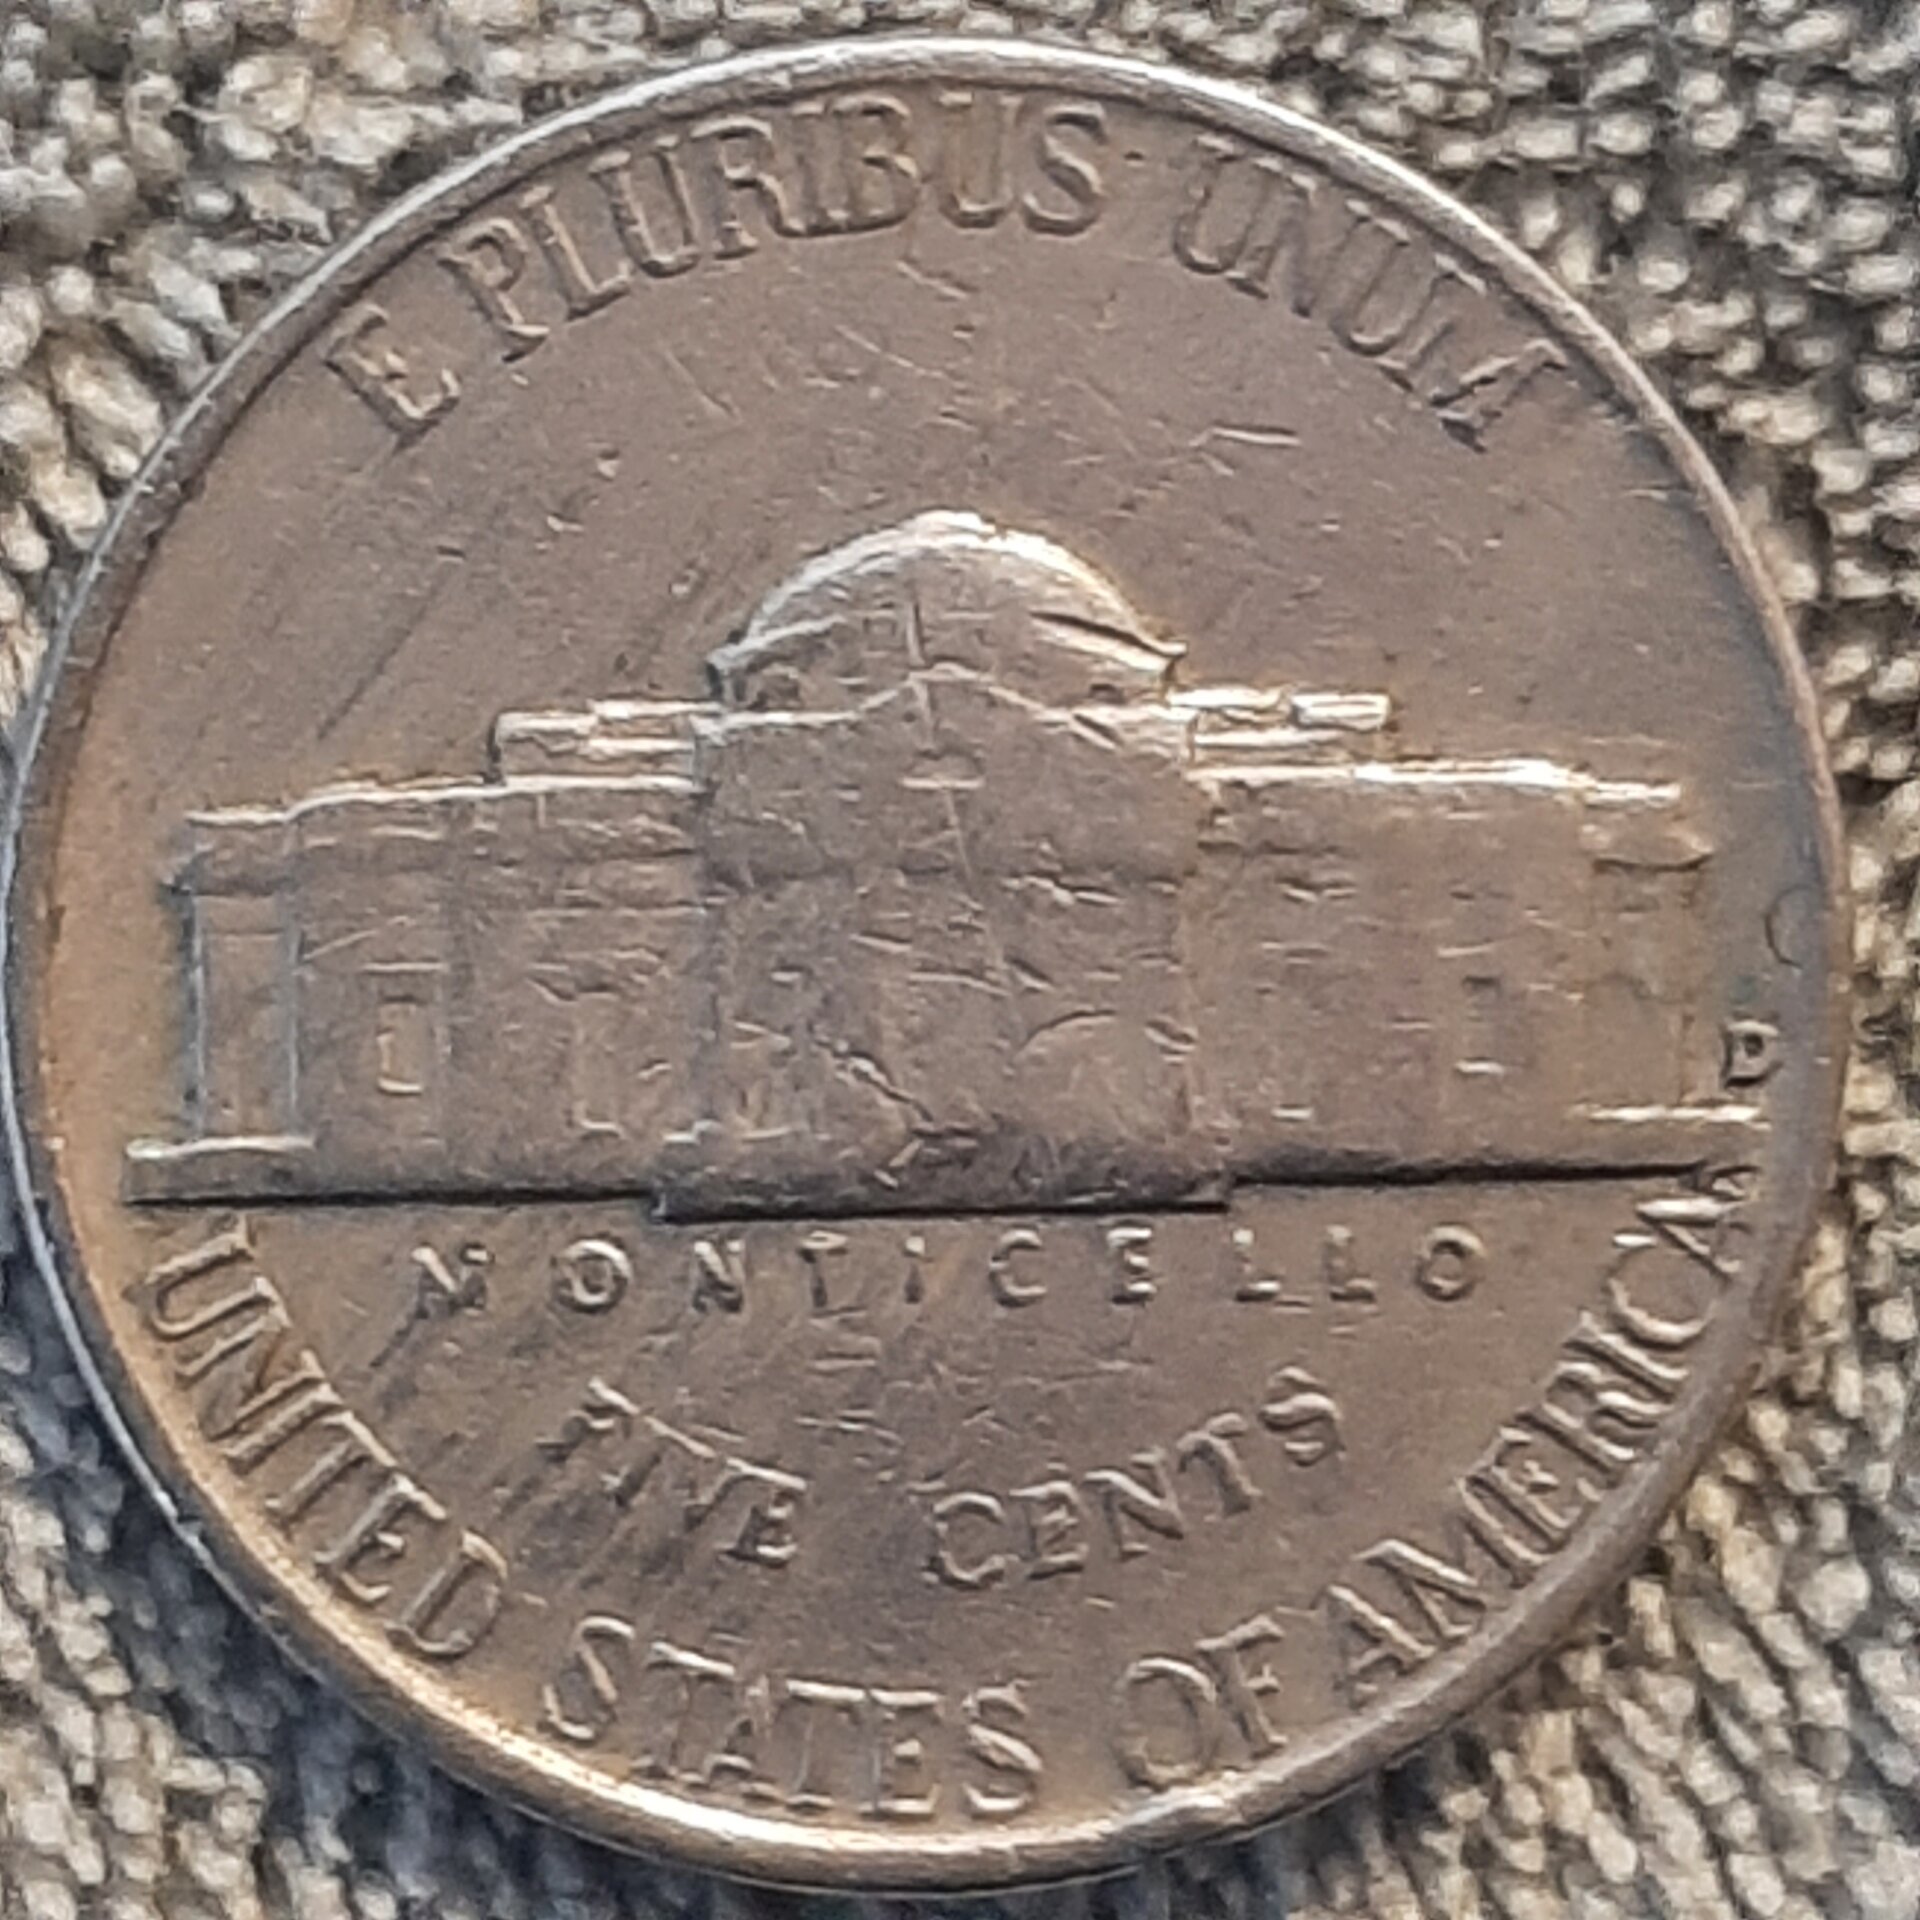 E PLURIBUS · UNUM
D
MONTICELLO
FIVE CENTS
UNITED STATES OF AMERICA